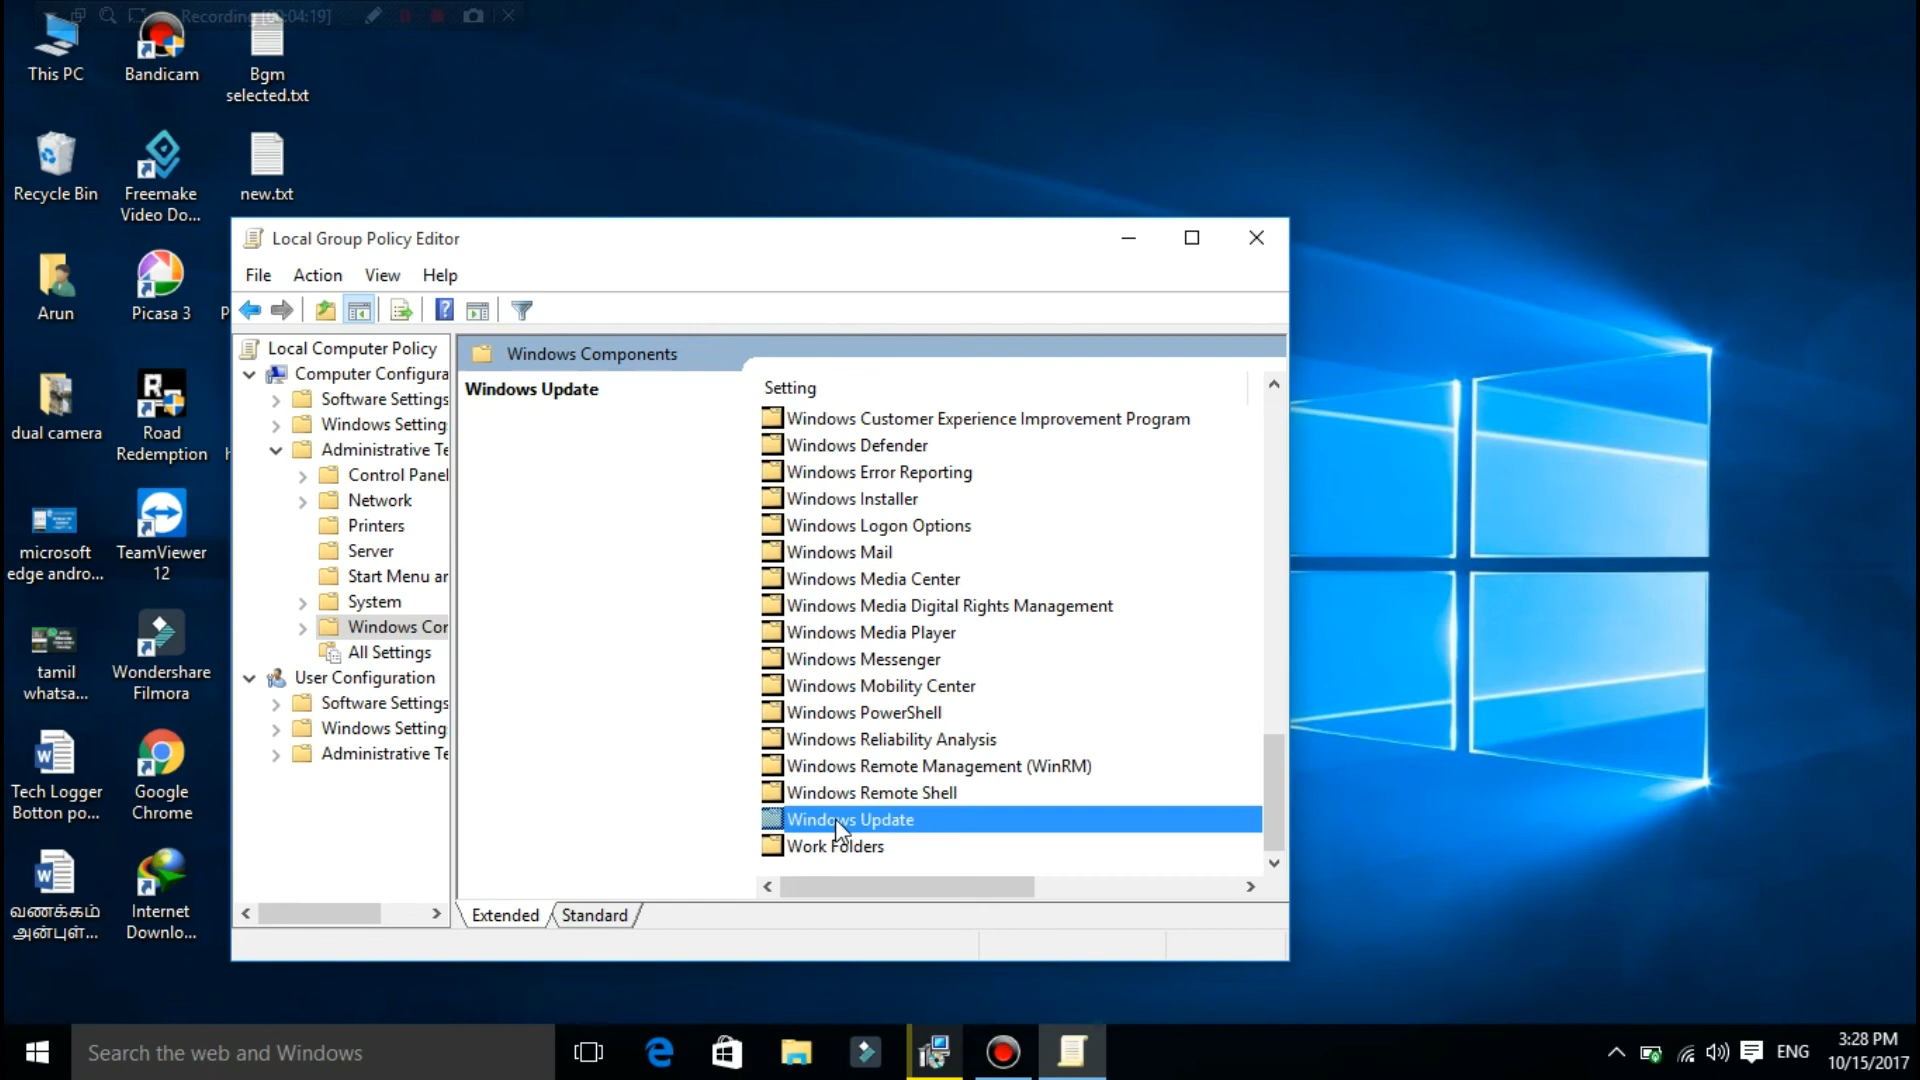 Recording [00:04:19]
This PC
Bandicam
Bgm
selected.txt
Recycle Bin
Freemake
Video Do...
new.txt
Arun
Picasa 3
P
dual camera
Road
Redemption
microsoft
edge andro...
TeamViewer
12
tamil
whatsa...
Wondershare
Filmora
Tech Logger
Botton po...
Google
Chrome
வணக்கம்
அன்புள்...
Internet
Downlo...
Local Group Policy Editor
File Action View Help
Local Computer Policy
Computer Configura
Software Settings
Windows Setting
Administrative Te
Control Panel
Network
Printers
Server
Start Menu ar
System
Windows Cor
All Settings
User Configuration
Software Settings
Windows Setting
Administrative Te
Windows Components
Windows Update
Setting
Windows Customer Experience Improvement Program
Windows Defender
Windows Error Reporting
Windows Installer
Windows Logon Options
Windows Mail
Windows Media Center
Windows Media Digital Rights Management
Windows Media Player
Windows Messenger
Windows Mobility Center
Windows PowerShell
Windows Reliability Analysis
Windows Remote Management (WinRM)
Windows Remote Shell
Windows Update
Work Folders
Extended Standard
Search the web and Windows
ENG
3:28 PM
10/15/2017